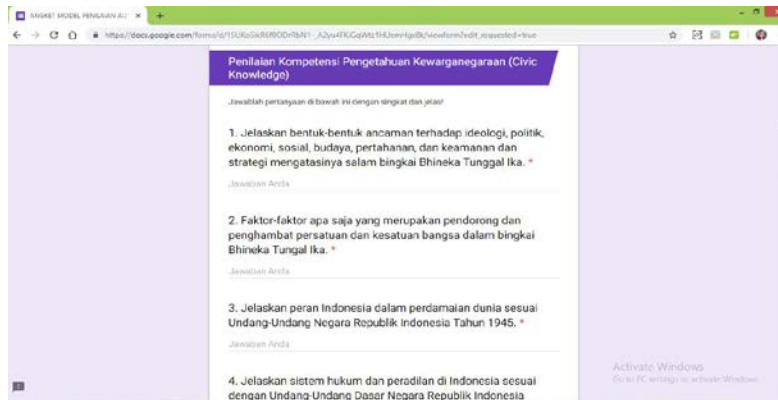 ANGKET MODEL PENILAIAN AU
Penilaian Kompetensi Pengetahuan Kewarganegaraan (Civic
Knowledge)
Jawablah pertanyaan di bawah ini dengan singkat dan jelas!
1. Jelaskan bentuk-bentuk ancaman terhadap ideologi, politik,
ekonomi, sosial, budaya, pertahanan, dan keamanan dan
strategi mengatasinya salam bingkai Bhineka Tunggal Ika. *
Jawaban Anda
2. Faktor-faktor apa saja yang merupakan pendorong dan
penghambat persatuan dan kesatuan bangsa dalam bingkai
Bhineka Tungal Ika. *
Jawaban Anda
3. Jelaskan peran Indonesia dalam perdamaian dunia sesuai
Undang-Undang Negara Republik Indonesia Tahun 1945. *
Jawaban Anda
4. Jelaskan sistem hukum dan peradilan di Indonesia sesuai
dengan Undang-Undang Dasar Negara Republik Indonesia
Activate Windows
Go to PC settings to activate Windows.